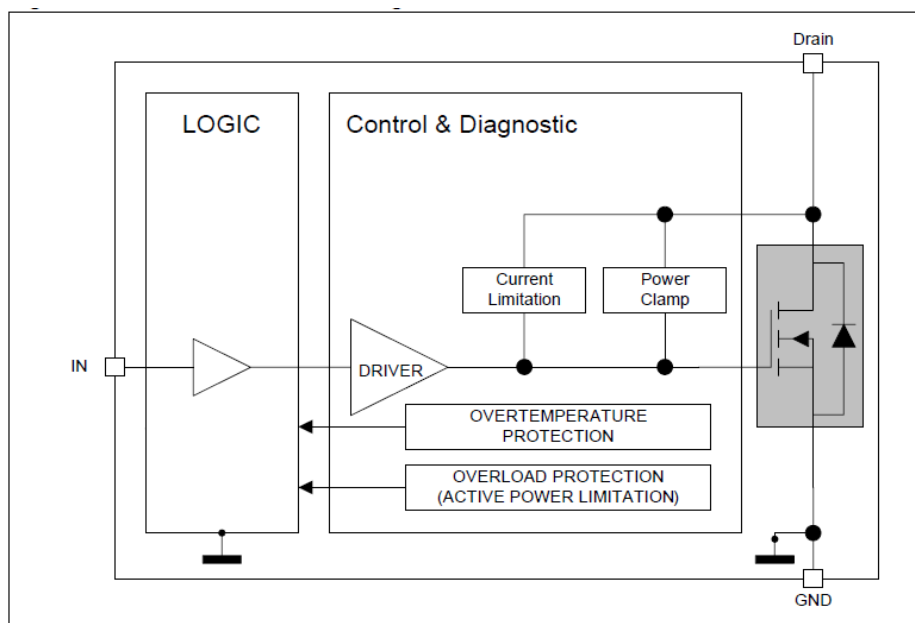 Drain
LOGIC
Control & Diagnostic
Current
Limitation
Power
Clamp
IN
DRIVER
OVERTEMPERATURE
PROTECTION
OVERLOAD PROTECTION
(ACTIVE POWER LIMITATION)
GND